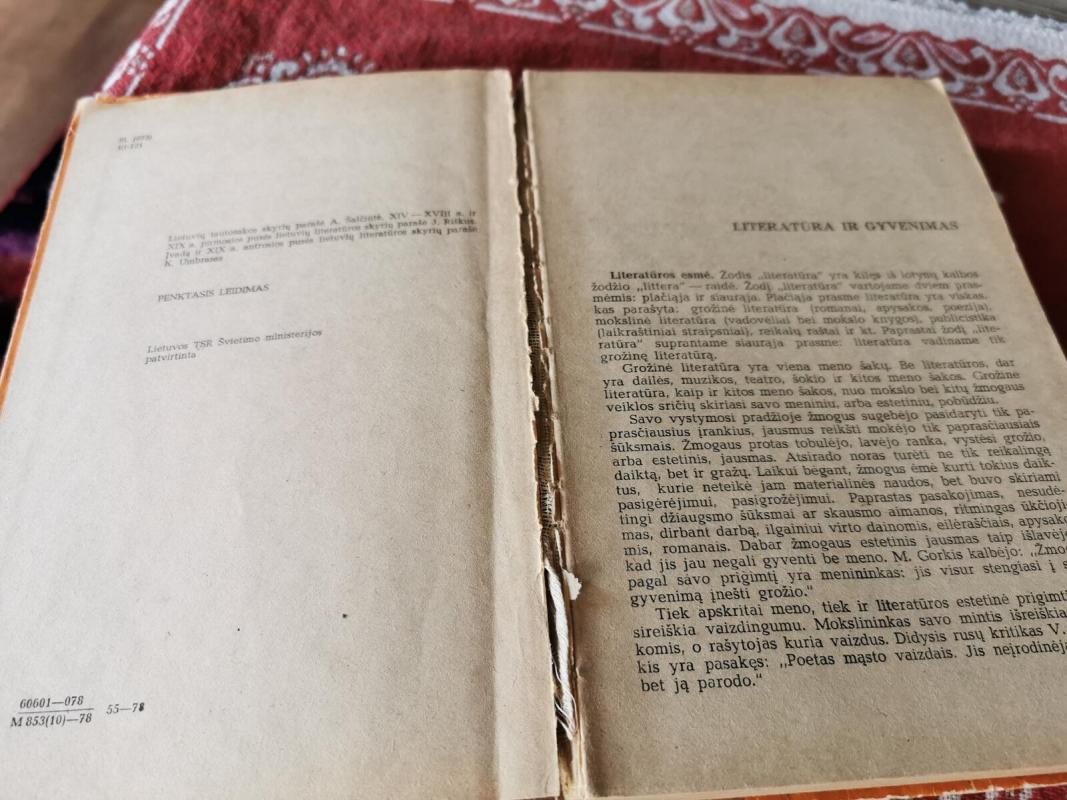 Lietuvių tautosakos skyrių parašė A. Šalčiūtė, XIV — XVIII a. ir
XIX a. pirmosios pusės lietuvių literatūros skyrių parašė J. Riškus,
Įvadą ir XIX a. antrosios pusės lietuvių literatūros skyrių parašė
K. Umbrasas
PENKTASIS LEIDIMAS
Lietuvos TSR Švietimo ministerijos
patvirtinta
60601—078
M 853(10)—78
55—78
LITERATŪRA IR GYVENIMAS
Literatūros esmė. Žodis „literatūra" yra kilęs iš lotynų kalbos
žodžio „littera" — raidė. Žodį „literatūra" vartojame dviem pras-
mėmis: plačiąja ir siaurąja. Plačiąja prasme literatūra yra viskas,
kas parašyta: grožinė literatūra (romanai, apysakos, poezija),
mokslinė literatūra (vadovėliai bei mokslo knygos), publicistika
(laikraštiniai straipsniai), reikalų raštai ir kt. Paprastai žodį „lite-
ratūra" suprantame siaurąja prasme: literatūra vadiname tik
grožinę literatūrą.
Grožinė literatūra yra viena meno šakų. Be literatūros, dar
yra dailės, muzikos, teatro, šokio ir kitos meno šakos. Grožinė
literatūra, kaip ir kitos meno šakos, nuo mokslo bei kitų žmogaus
veiklos sričių skiriasi savo meniniu, arba estetiniu, pobūdžiu.
Savo vystymosi pradžioje žmogus sugebėjo pasidaryti tik pa-
prasčiausius įrankius, jausmus reikšti mokėjo tik paprasčiausiais
šūksmais. Žmogaus protas tobulėjo, lavėjo ranka, vystėsi grožio,
arba estetinis, jausmas. Atsirado noras turėti ne tik reikalingą
daiktą, bet ir gražų. Laikui bėgant, žmogus ėmė kurti tokius daik-
tus, kurie neteikė jam materialinės naudos, bet buvo skiriami
pasigėrėjimui, pasigrožėjimui. Paprastas pasakojimas, nesudė-
tingi džiaugsmo šūksmai ar skausmo aimanos, ritmingas ūkčioji-
mas, dirbant darbą, ilgainiui virto dainomis, eilėraščiais, apysako
mis, romanais. Dabar žmogaus estetinis jausmas taip išlavėjo
kad jis jau negali gyventi be meno. M. Gorkis kalbėjo: „Žmo
pagal savo prigimtį yra menininkas: jis visur stengiasi į s
gyvenimą įnešti grožio."
Tiek apskritai meno, tiek ir literatūros estetinė prigimti
sireiškia vaizdingumu. Mokslininkas savo mintis išreiškia
komis, o rašytojas kuria vaizdus. Didysis rusų kritikas V.
kis yra pasakęs: „Poetas mąsto vaizdais. Jis neįrodinėja
bet ją parodo."